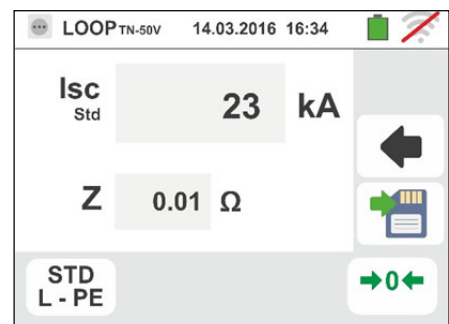 LOOP TN-50V 14.03.2016 16:34
Isc
Std
23 kA
Z 0.01 Ω
STD
L - PE
→0←